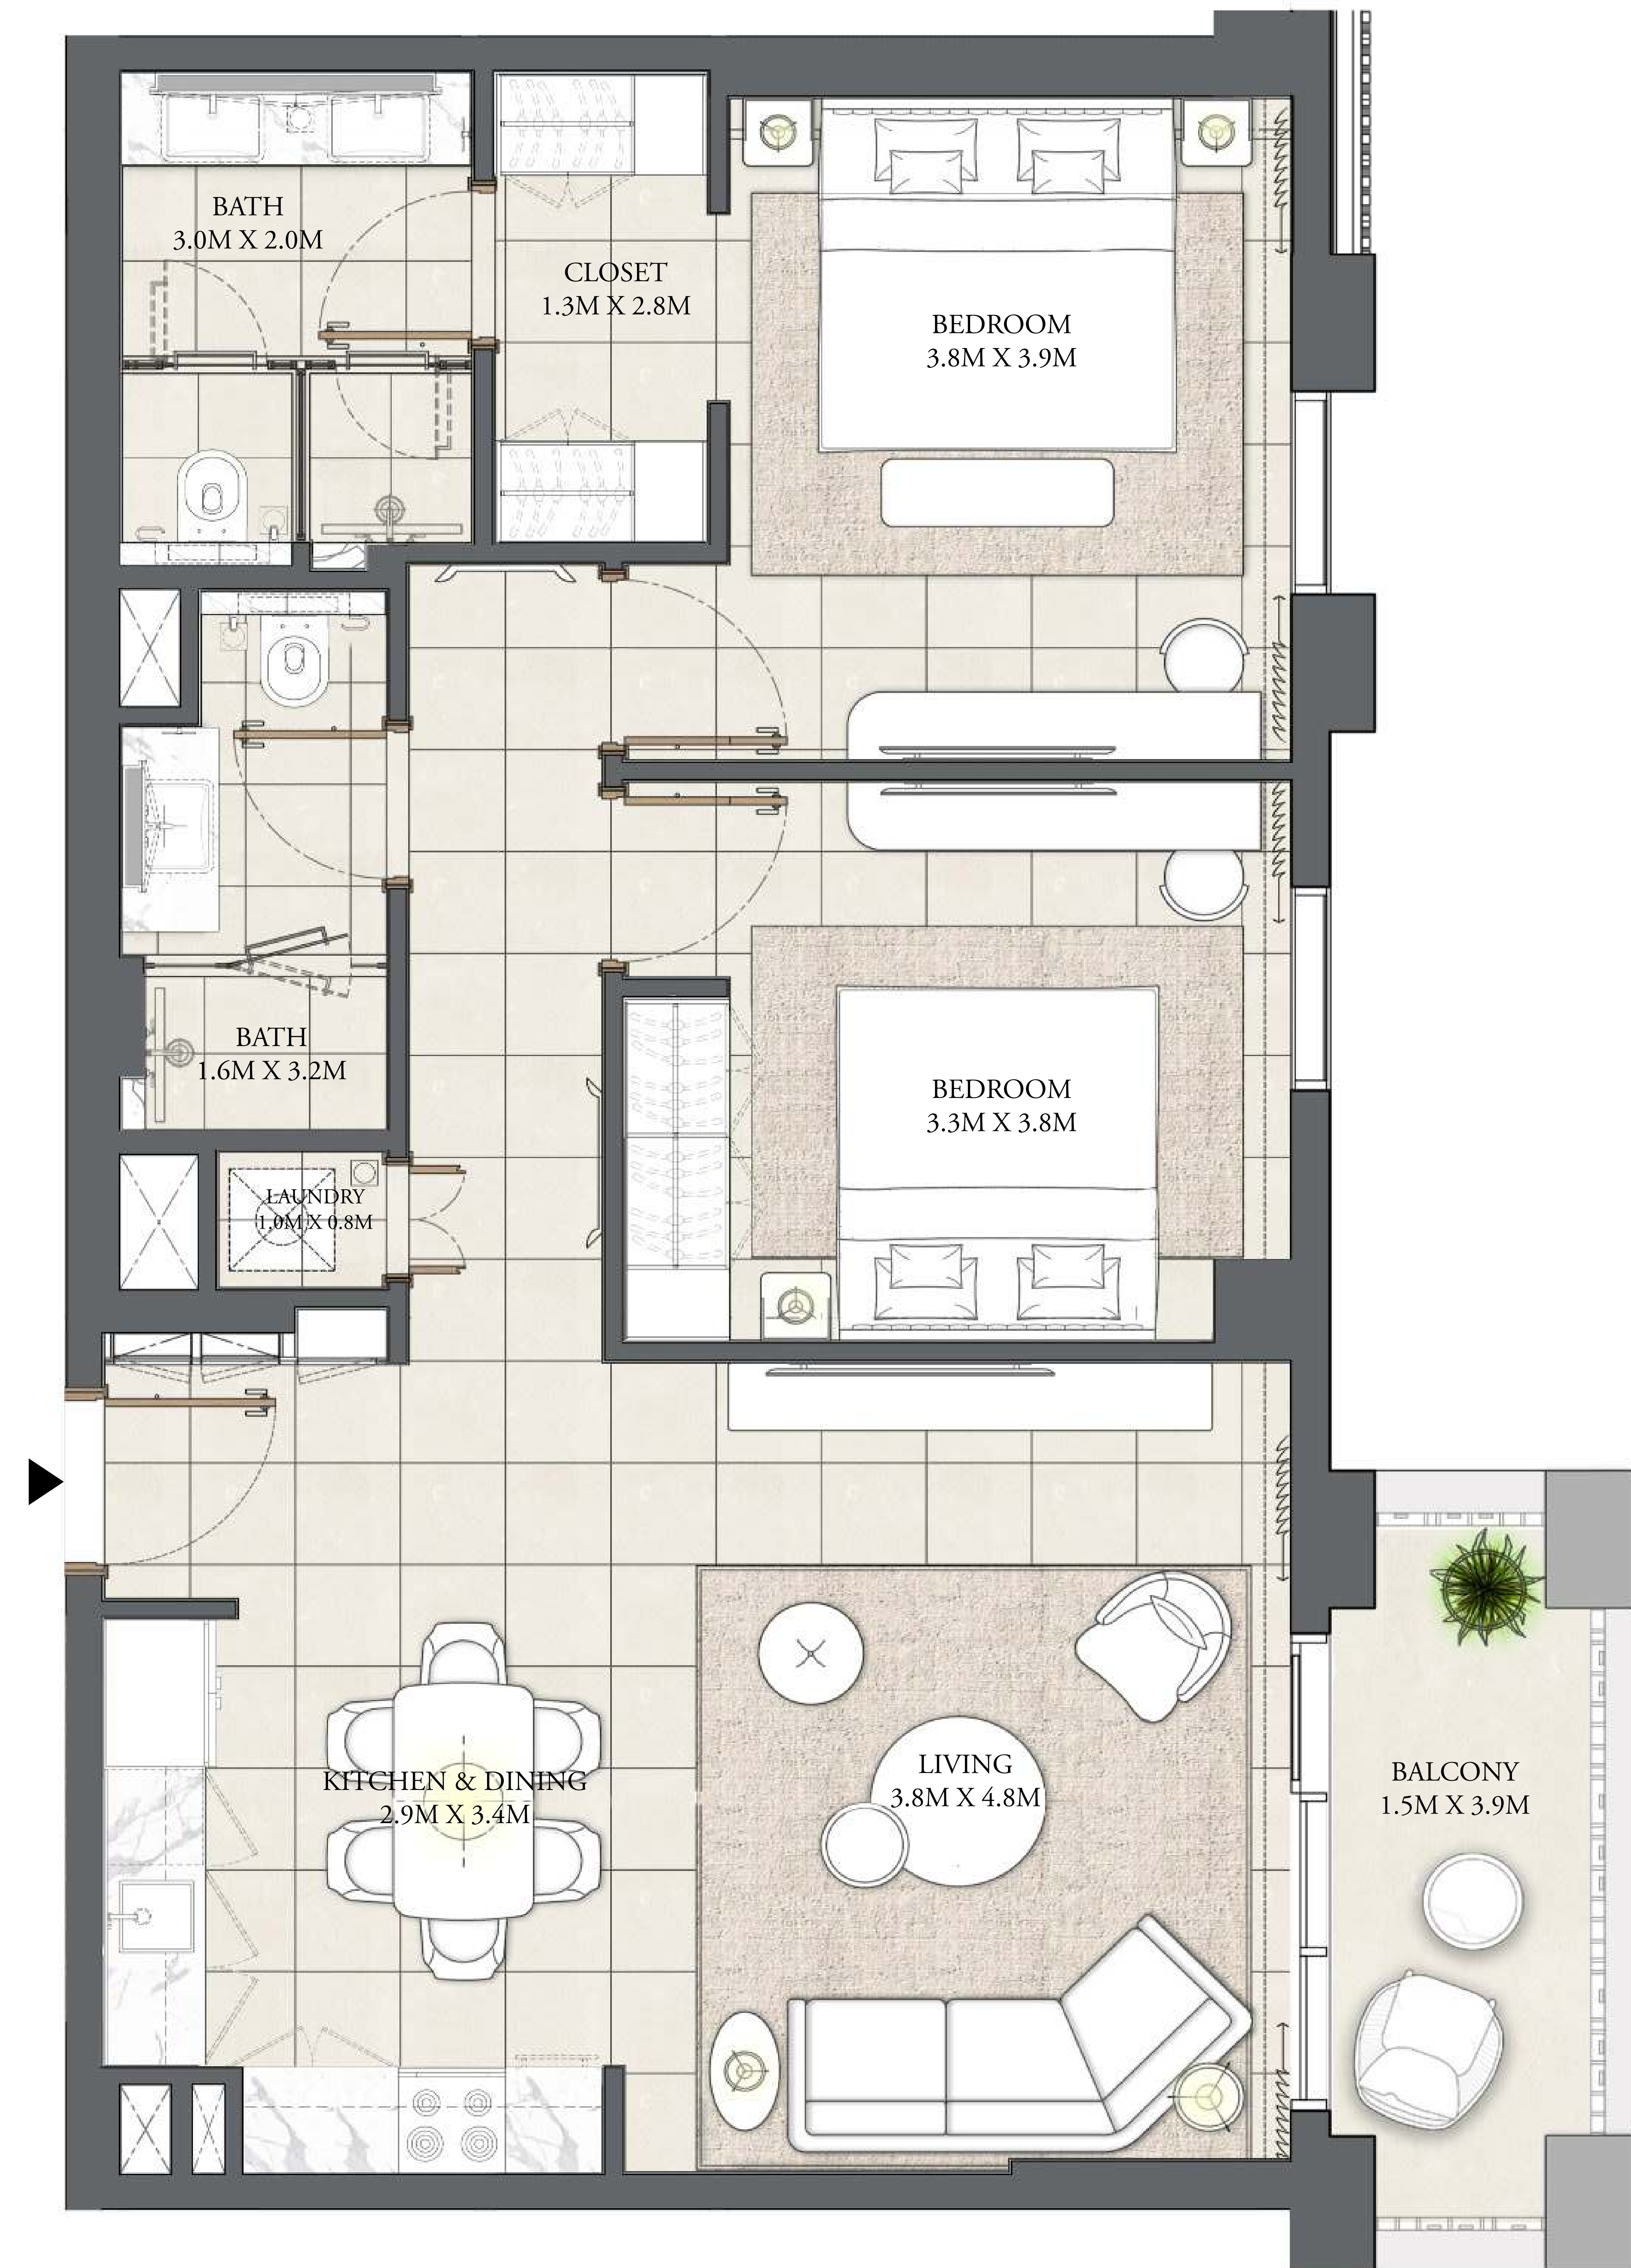 BATH
3.0M X 2.0M
CLOSET
1.3M X 2.8M
BEDROOM
3.8M X 3.9M
BATH
1.6M X 3.2M
BEDROOM
3.3M X 3.8M
LAUNDRY
1.0M X 0.8M
KITCHEN & DINING
2.9M X 3.4M
LIVING
3.8M X 4.8M
BALCONY
1.5M X 3.9M